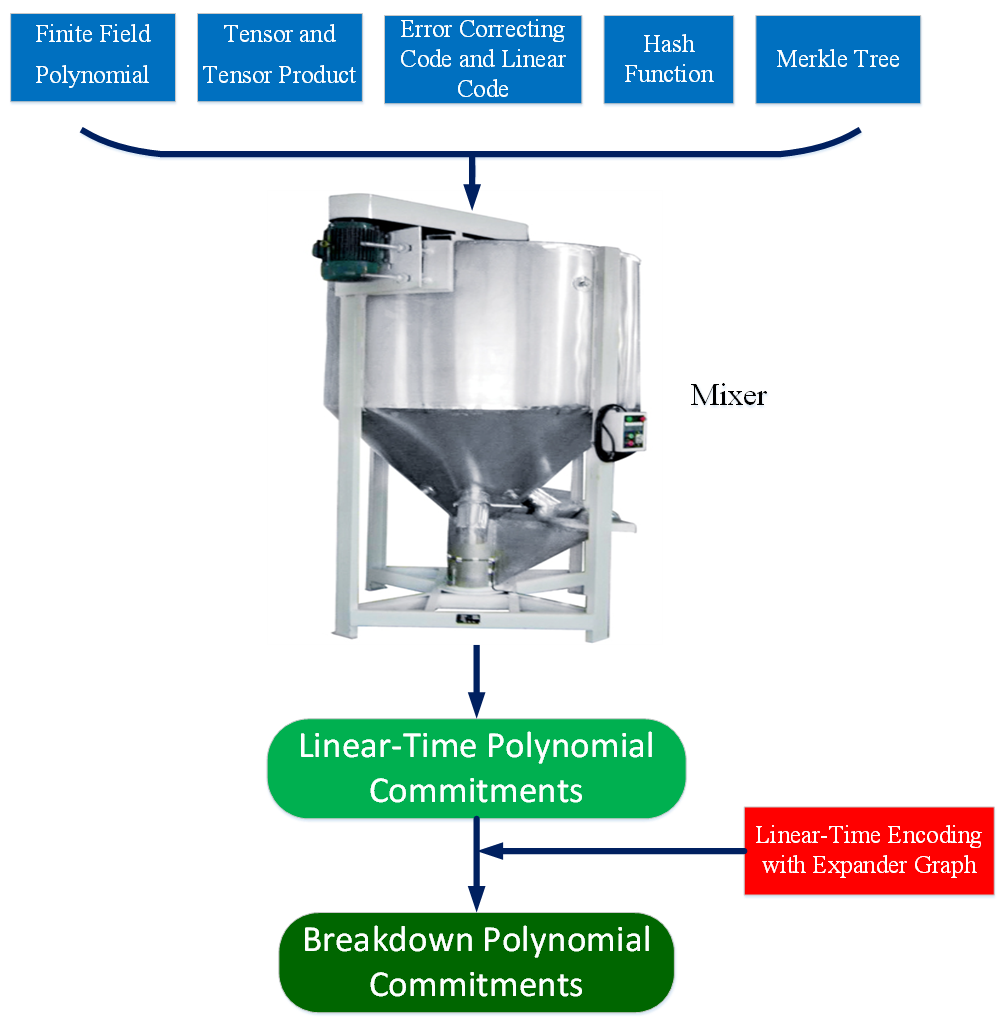 Finite Field
Polynomial
Tensor and
Tensor Product
Error Correcting
Code and Linear
Code
Hash
Function
Merkle Tree
Mixer
Linear-Time Polynomial
Commitments
Linear-Time Encoding
with Expander Graph
Breakdown Polynomial
Commitments